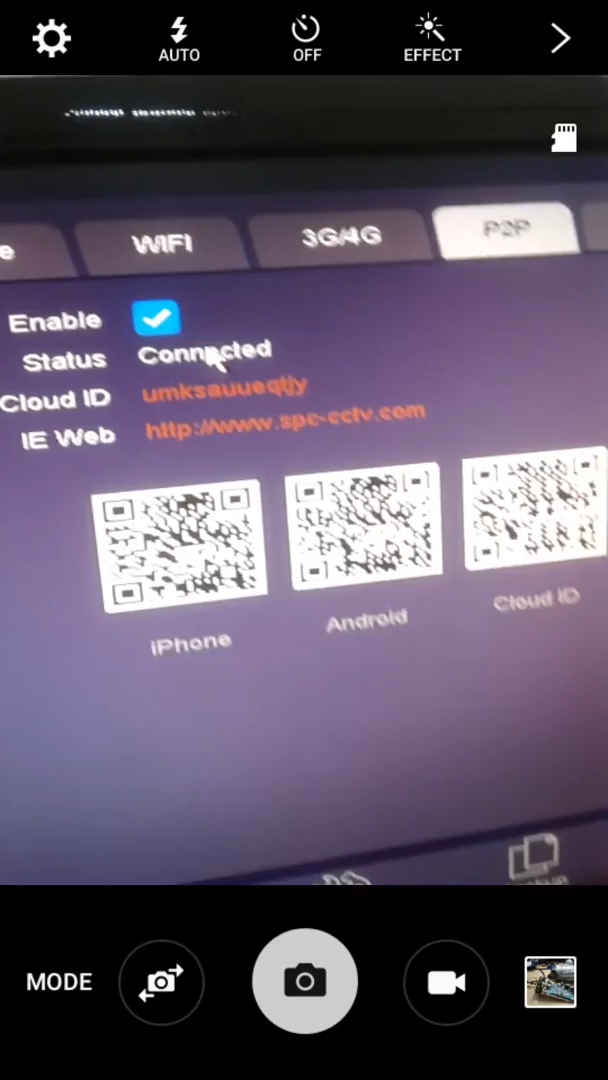 AUTO
OFF
EFFECT
e
WIFI
3G/4G
P2P
Enable
Status
Connected
Cloud ID
umksauueqtjy
IE Web
http://www.spc-cctv.com
iPhone
Android
Cloud ID
MODE